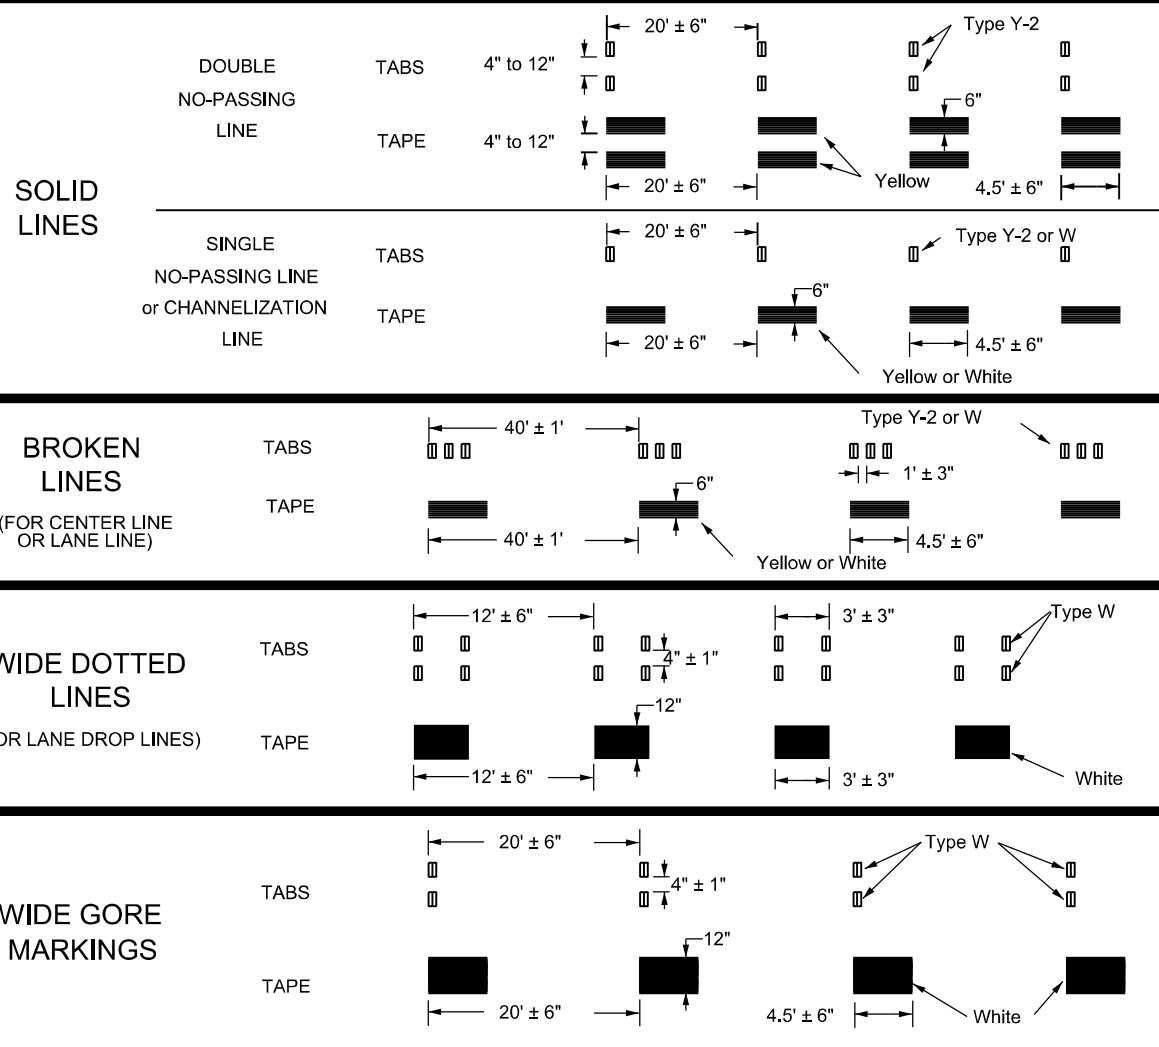 SOLID
LINES
DOUBLE
NO-PASSING
LINE
TABS
4" to 12"
20' ± 6"
Type Y-2
TAPE
4" to 12"
6"
20' ± 6"
Yellow
4.5' ± 6"
SINGLE
NO-PASSING LINE
or CHANNELIZATION
LINE
TABS
20' ± 6"
Type Y-2 or W
TAPE
6"
20' ± 6"
4.5' ± 6"
Yellow or White
BROKEN
LINES
(FOR CENTER LINE
OR LANE LINE)
TABS
40' ± 1'
Type Y-2 or W
1' ± 3"
TAPE
6"
40' ± 1'
4.5' ± 6"
Yellow or White
WIDE DOTTED
LINES
OR LANE DROP LINES)
TABS
12' ± 6"
3' ± 3"
Type W
4" ± 1"
TAPE
12"
12' ± 6"
3' ± 3"
White
WIDE GORE
MARKINGS
TABS
20' ± 6"
Type W
4" ± 1"
TAPE
12"
20' ± 6"
4.5' ± 6"
White